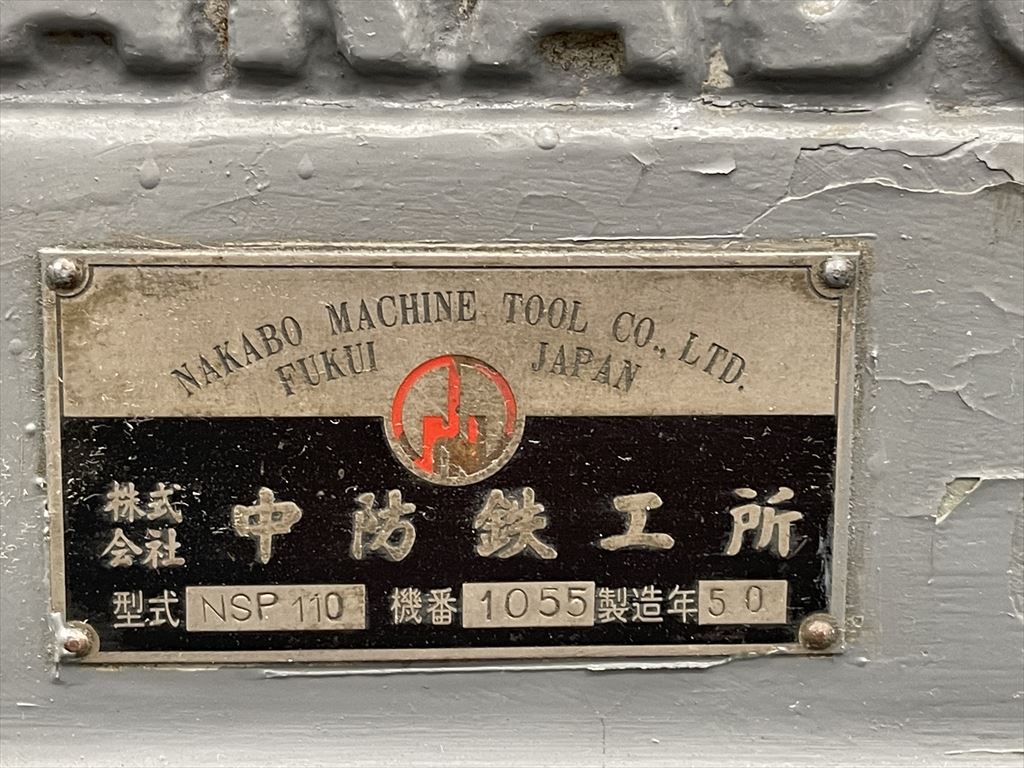 NAKABO MACHINE TOOL CO., LTD.
FUKUI JAPAN
株式会社 中防鉄工所
型式 NSP 110 機番 1055 製造年 50